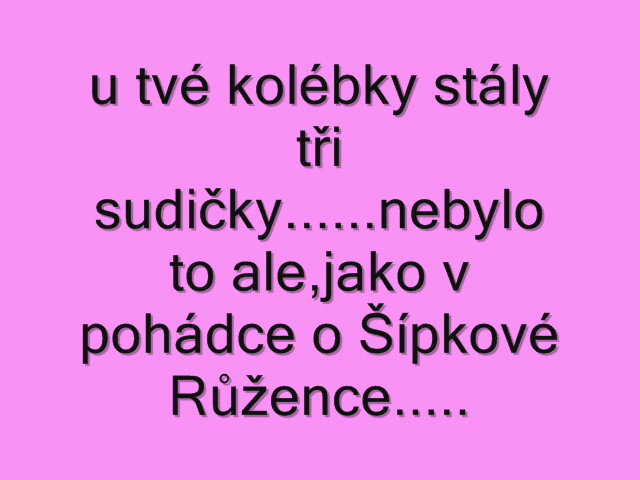 u tvé kolébky stály
tři
sudičky......nebylo
to ale,jako v
pohádce o Šípkové
Růžence.....